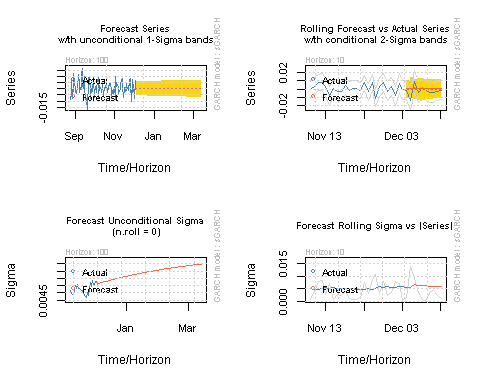 Forecast Series
w/th unconditional 1-Sigma bands
Horizon: 100
Actual
Forecast
Series
-0.015
Sep Nov Jan Mar
Time/Horizon
GARCH model : sGARCH
Rolling Forecast vs Actual Series
w/th conditional 2-Sigma bands
Horizon: 10
Actual
Forecast
Series
-0.02 0.02
Nov 13 Dec 03
Time/Horizon
GARCH model : sGARCH
Forecast Unconditional Sigma
(n.roll = 0)
Horizon: 100
Actual
Forecast
Sigma
0.0045
Jan Mar
Time/Horizon
GARCH model : sGARCH
Forecast Rolling Sigma vs |Series|
Horizon: 10
Actual
Forecast
Sigma
0.000 0.015
Nov 13 Dec 03
Time/Horizon
GARCH model : sGARCH